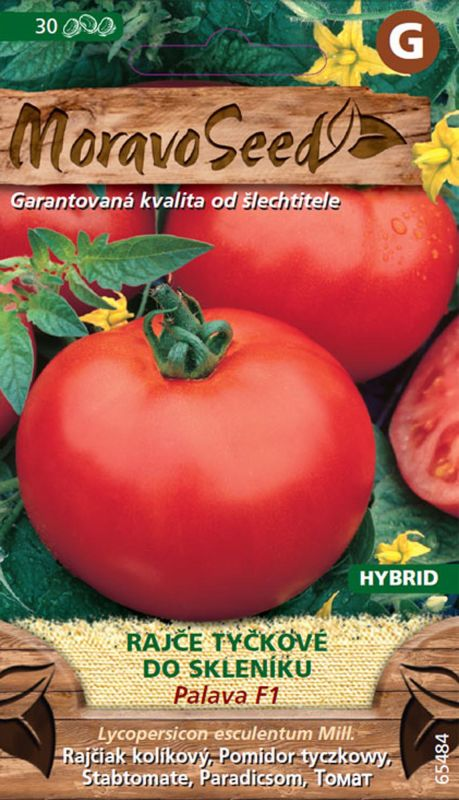 30
G
MoravoSeed
Garantovaná kvalita od šlechtitele
HYBRID
RAJČE TYČKOVÉ
DO SKLENÍKU
Palava F1
Lycopersicon esculentum Mill.
Rajčiak kolíkový, Pomidor tyczkowy,
Stabtomate, Paradicsom, Томат
65484